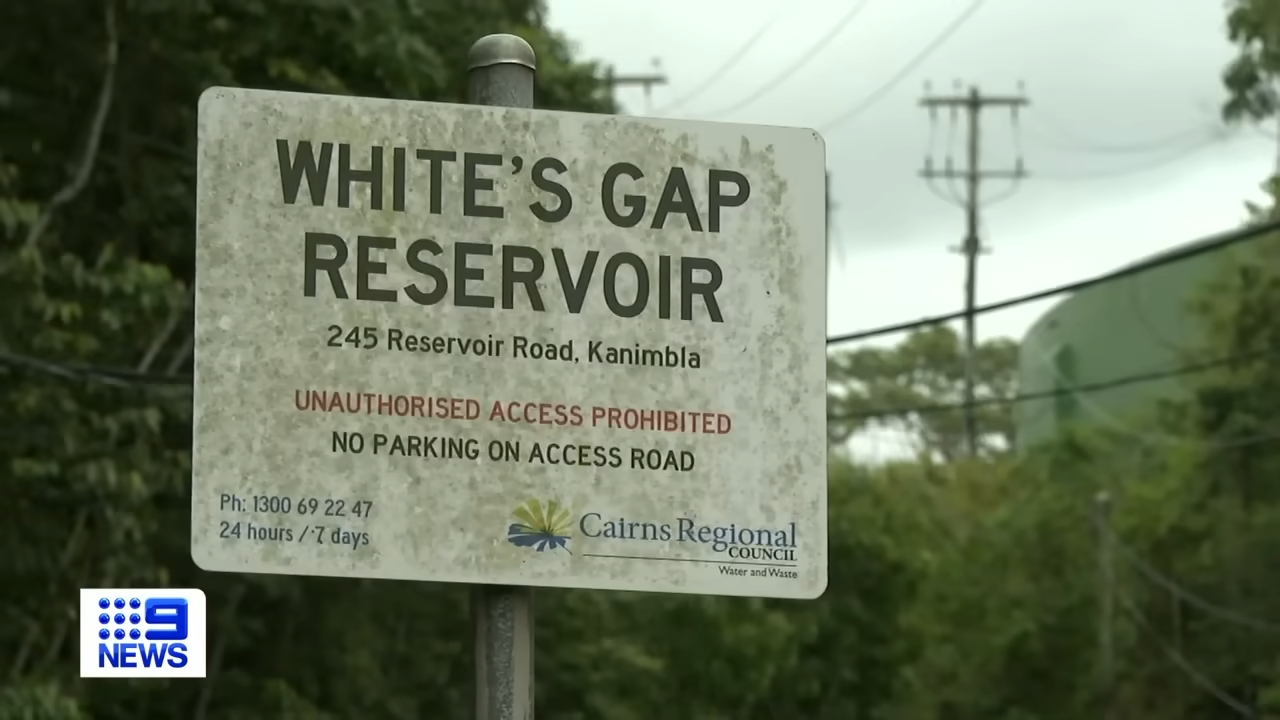 WHITE'S GAP
RESERVOIR
245 Reservoir Road, Kanimbla
UNAUTHORISED ACCESS PROHIBITED
NO PARKING ON ACCESS ROAD
Ph: 1300 69 22 47
24 hours / 7 days
Cairns Regional
COUNCIL
Water and Waste
9
NEWS